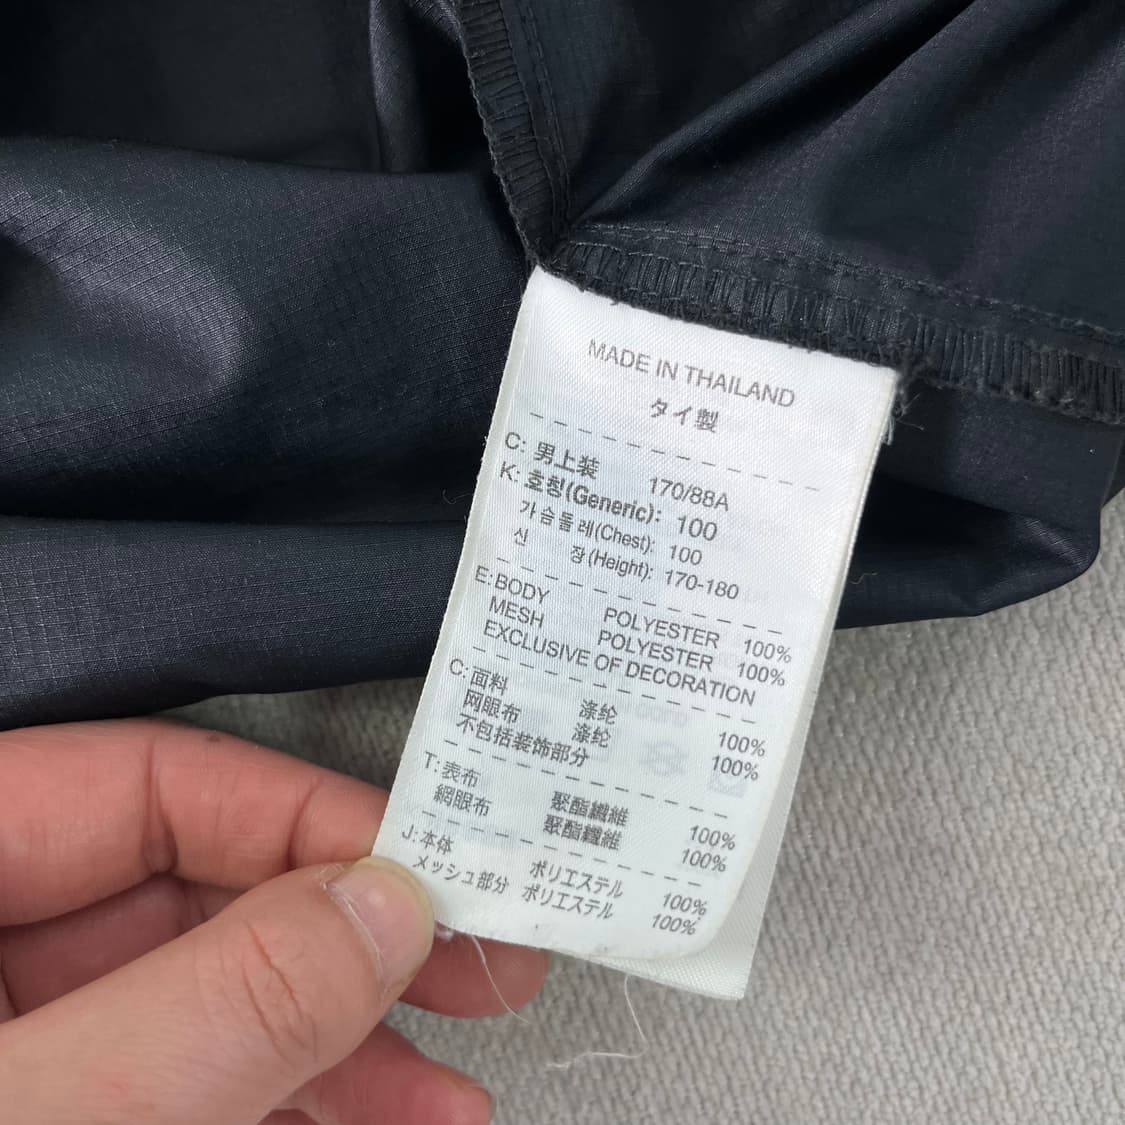 MADE IN THAILAND
タイ製
C: 男上装 170/88A
K: 호칭(Generic): 100
가슴둘레(Chest): 100
신 장(Height): 170-180
E: BODY POLYESTER 100%
MESH POLYESTER 100%
EXCLUSIVE OF DECORATION
C: 面料 涤纶 100%
网眼布 涤纶 100%
不包括装饰部分
T: 表布 聚酯纖維 100%
網眼布 聚酯纖維 100%
J: 本体 ポリエステル 100%
メッシュ部分 ポリエステル 100%